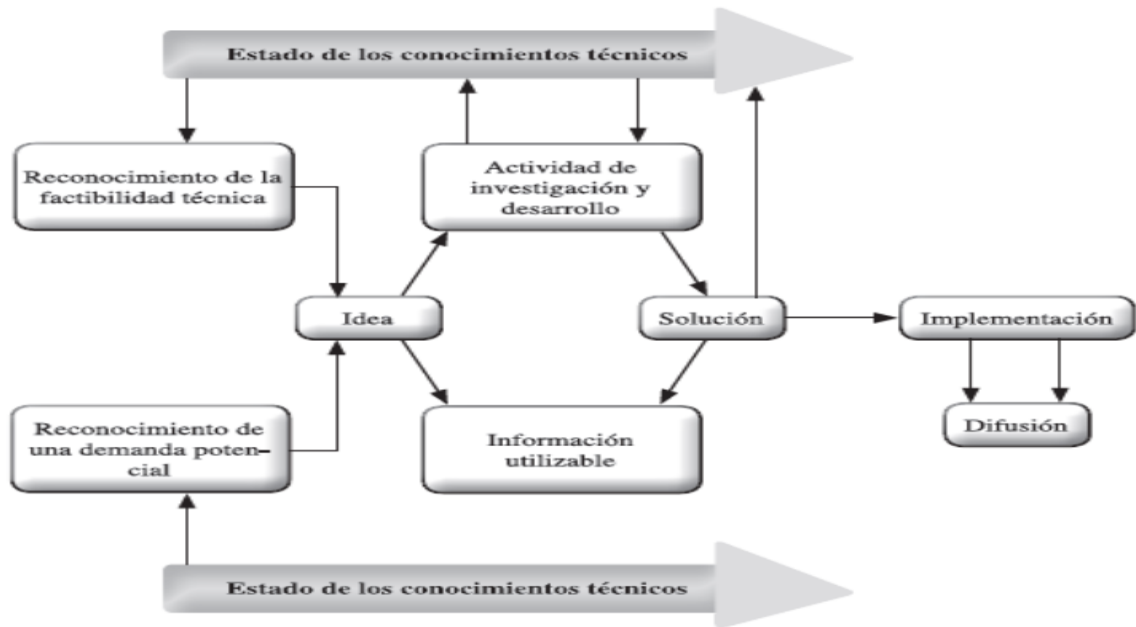 Estado de los conocimientos técnicos
Reconocimiento de la
factibilidad técnica
Actividad de
investigación y
desarrollo
Idea
Solución
Implementación
Reconocimiento de
una demanda poten-
cial
Información
utilizable
Difusión
Estado de los conocimientos técnicos